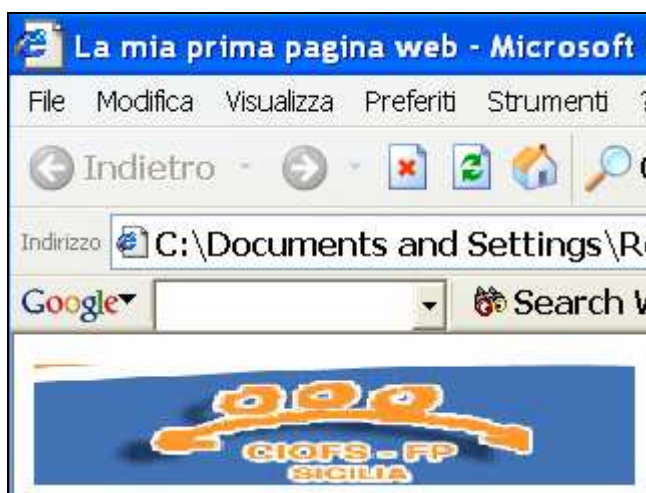 La mia prima pagina web - Microsoft
File Modifica Visualizza Preferiti Strumenti ?
Indietro
Indirizzo C:\Documents and Settings\R
Google Search
CIOFS - FP
SICILIA